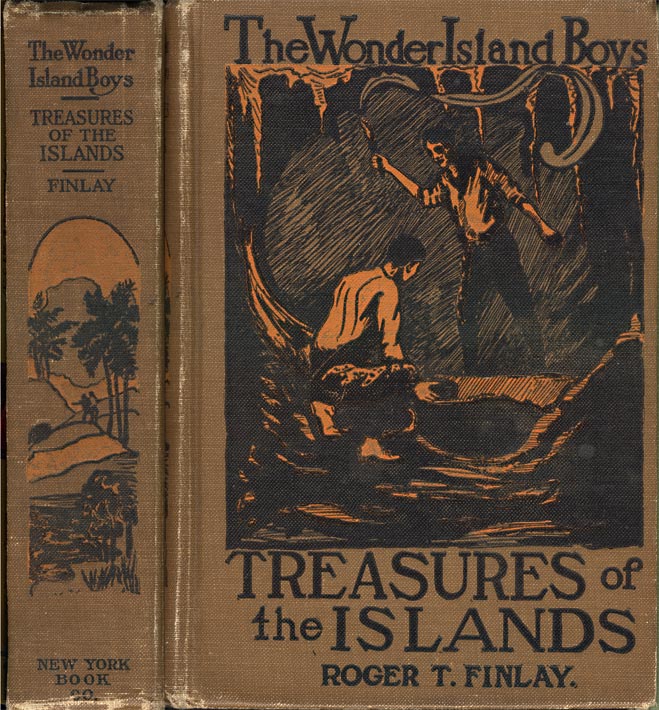 The Wonder
Island Boys
TREASURES
OF THE
ISLANDS
FINLAY
NEW YORK
BOOK
CO.
The Wonder Island Boys
TREASURES of
the ISLANDS
ROGER T. FINLAY.